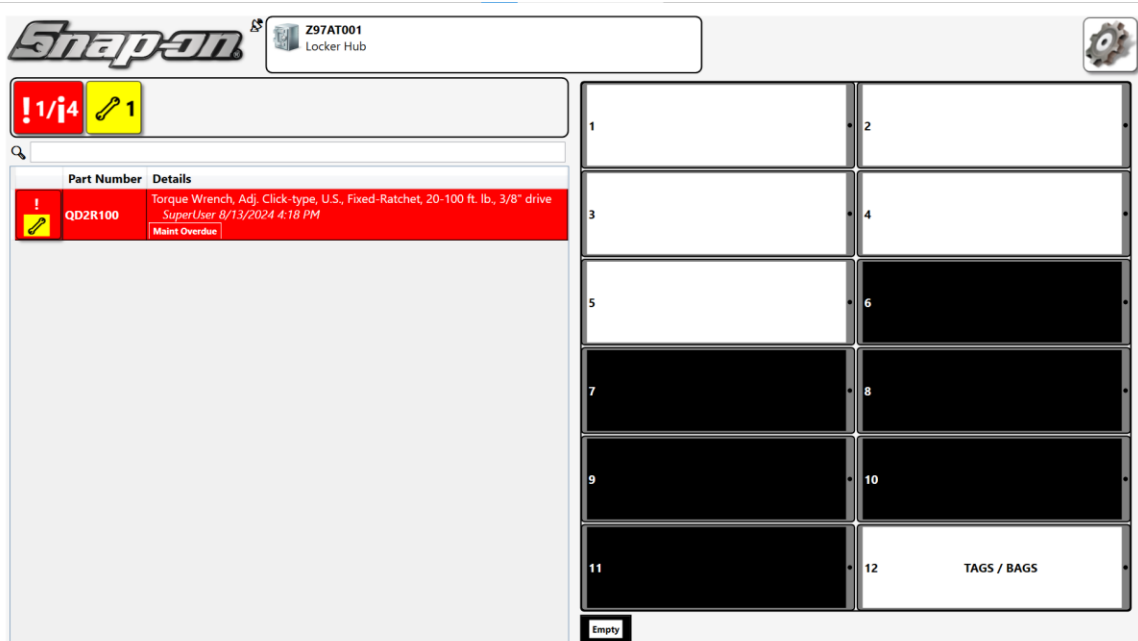 Snap-on
Z97AT001
Locker Hub
!1/i4
1
Part Number Details
!
QD2R100
Torque Wrench, Adj. Click-type, U.S., Fixed-Ratchet, 20-100 ft. lb., 3/8" drive
SuperUser 8/13/2024 4:18 PM
Maint Overdue
1
2
3
4
5
6
7
8
9
10
11
12 TAGS / BAGS
Empty